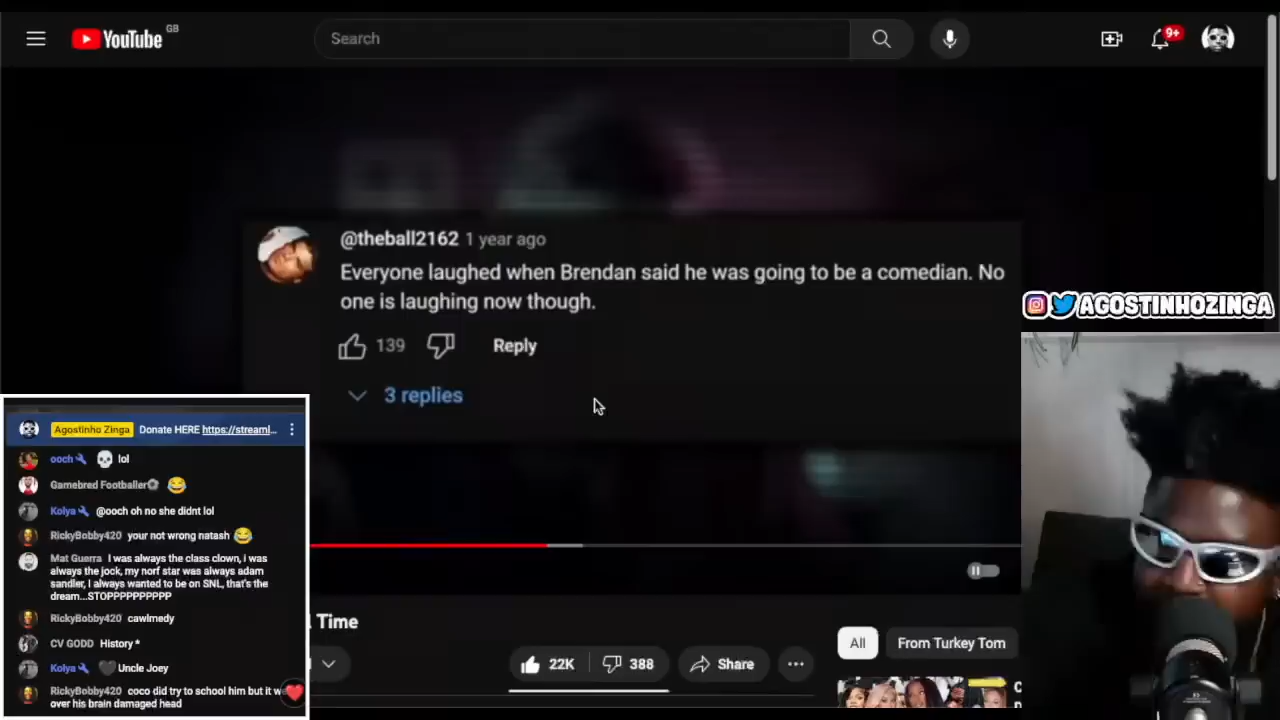 YouTube GB
Search
9+
@theball2162 1 year ago
Everyone laughed when Brendan said he was going to be a comedian. No
one is laughing now though.
139
Reply
3 replies
AGOSTINHOZINGA
Agostinho Zinga Donate HERE https://streaml...
ooch lol
Gamebred Footballer
Kolya @ooch oh no she didnt lol
RickyBobby420 your not wrong natash
Mat Guerra I was always the class clown, i was
always the jock, my norf star was always adam
sandler, I always wanted to be on SNL, that's the
dream...STOPPPPPPPPPP
RickyBobby420 cawlmedy
CV GODD History *
Kolya Uncle Joey
RickyBobby420 coco did try to school him but it we
over his brain damaged head
Time
22K
388
Share
All
From Turkey Tom